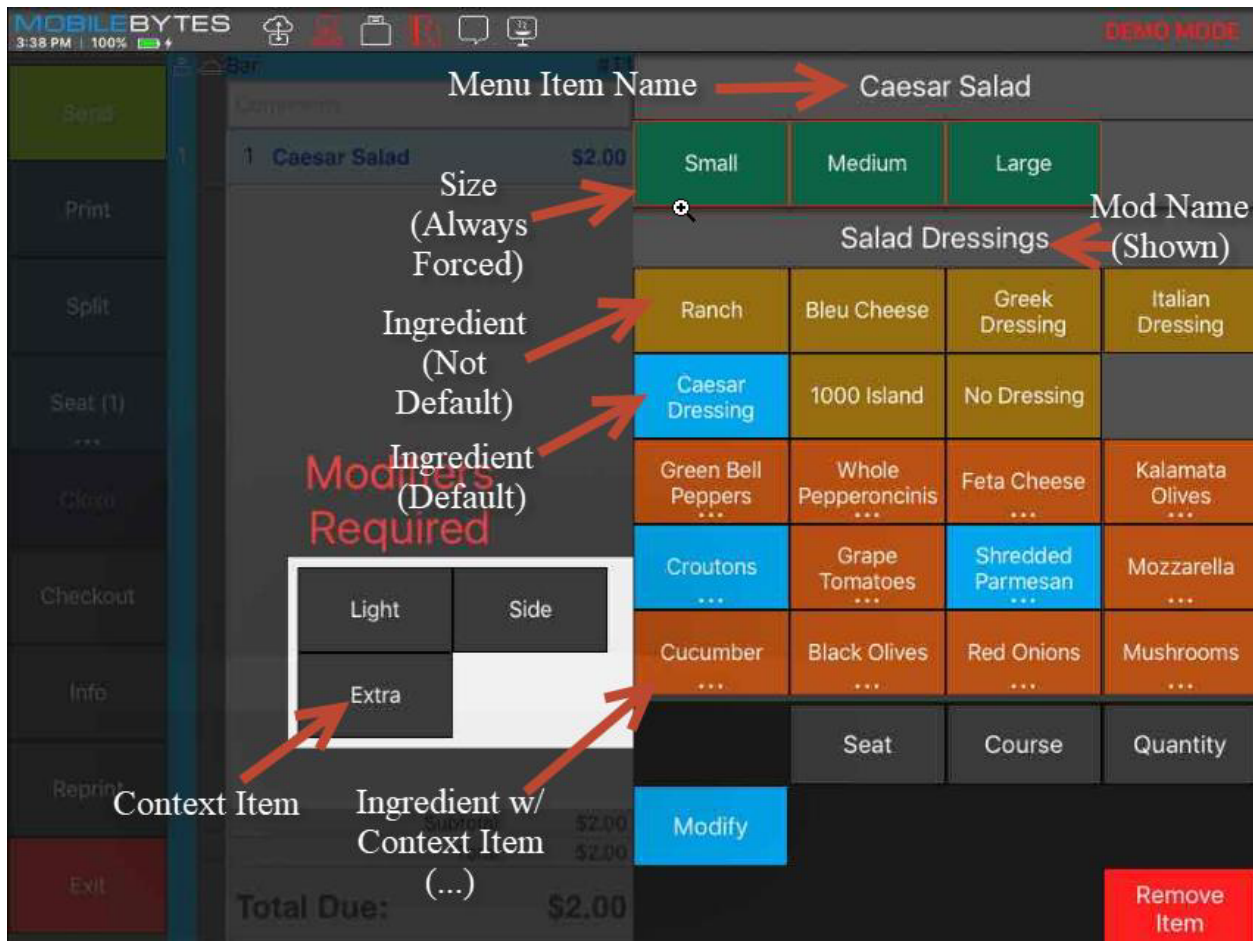 MOBILEBYTES
3:38 PM | 100%
DEMO MODE
Bar
Comments
Menu Item Name
Caesar Salad
Send
1
1 Caesar Salad $2.00
Small
Medium
Large
Size
(Always
Forced)
Print
Mod Name
(Shown)
Salad Dressings
Split
Ingredient
(Not
Default)
Ranch
Bleu Cheese
Greek
Dressing
Italian
Dressing
Seat (1)
...
Caesar
Dressing
1000 Island
No Dressing
Ingredient
(Default)
Modifiers
Required
Close
Green Bell
Peppers
...
Whole
Pepperoncinis
...
Feta Cheese
...
Kalamata
Olives
...
Checkout
Light
Side
Extra
Croutons
...
Grape
Tomatoes
...
Shredded
Parmesan
...
Mozzarella
...
Info
Cucumber
...
Black Olives
...
Red Onions
...
Mushrooms
...
Seat
Course
Quantity
Reprint
Context Item
Ingredient w/
Context Item
(...)
Subtotal $2.00
$2.00
Modify
Exit
Total Due: $2.00
Remove
Item